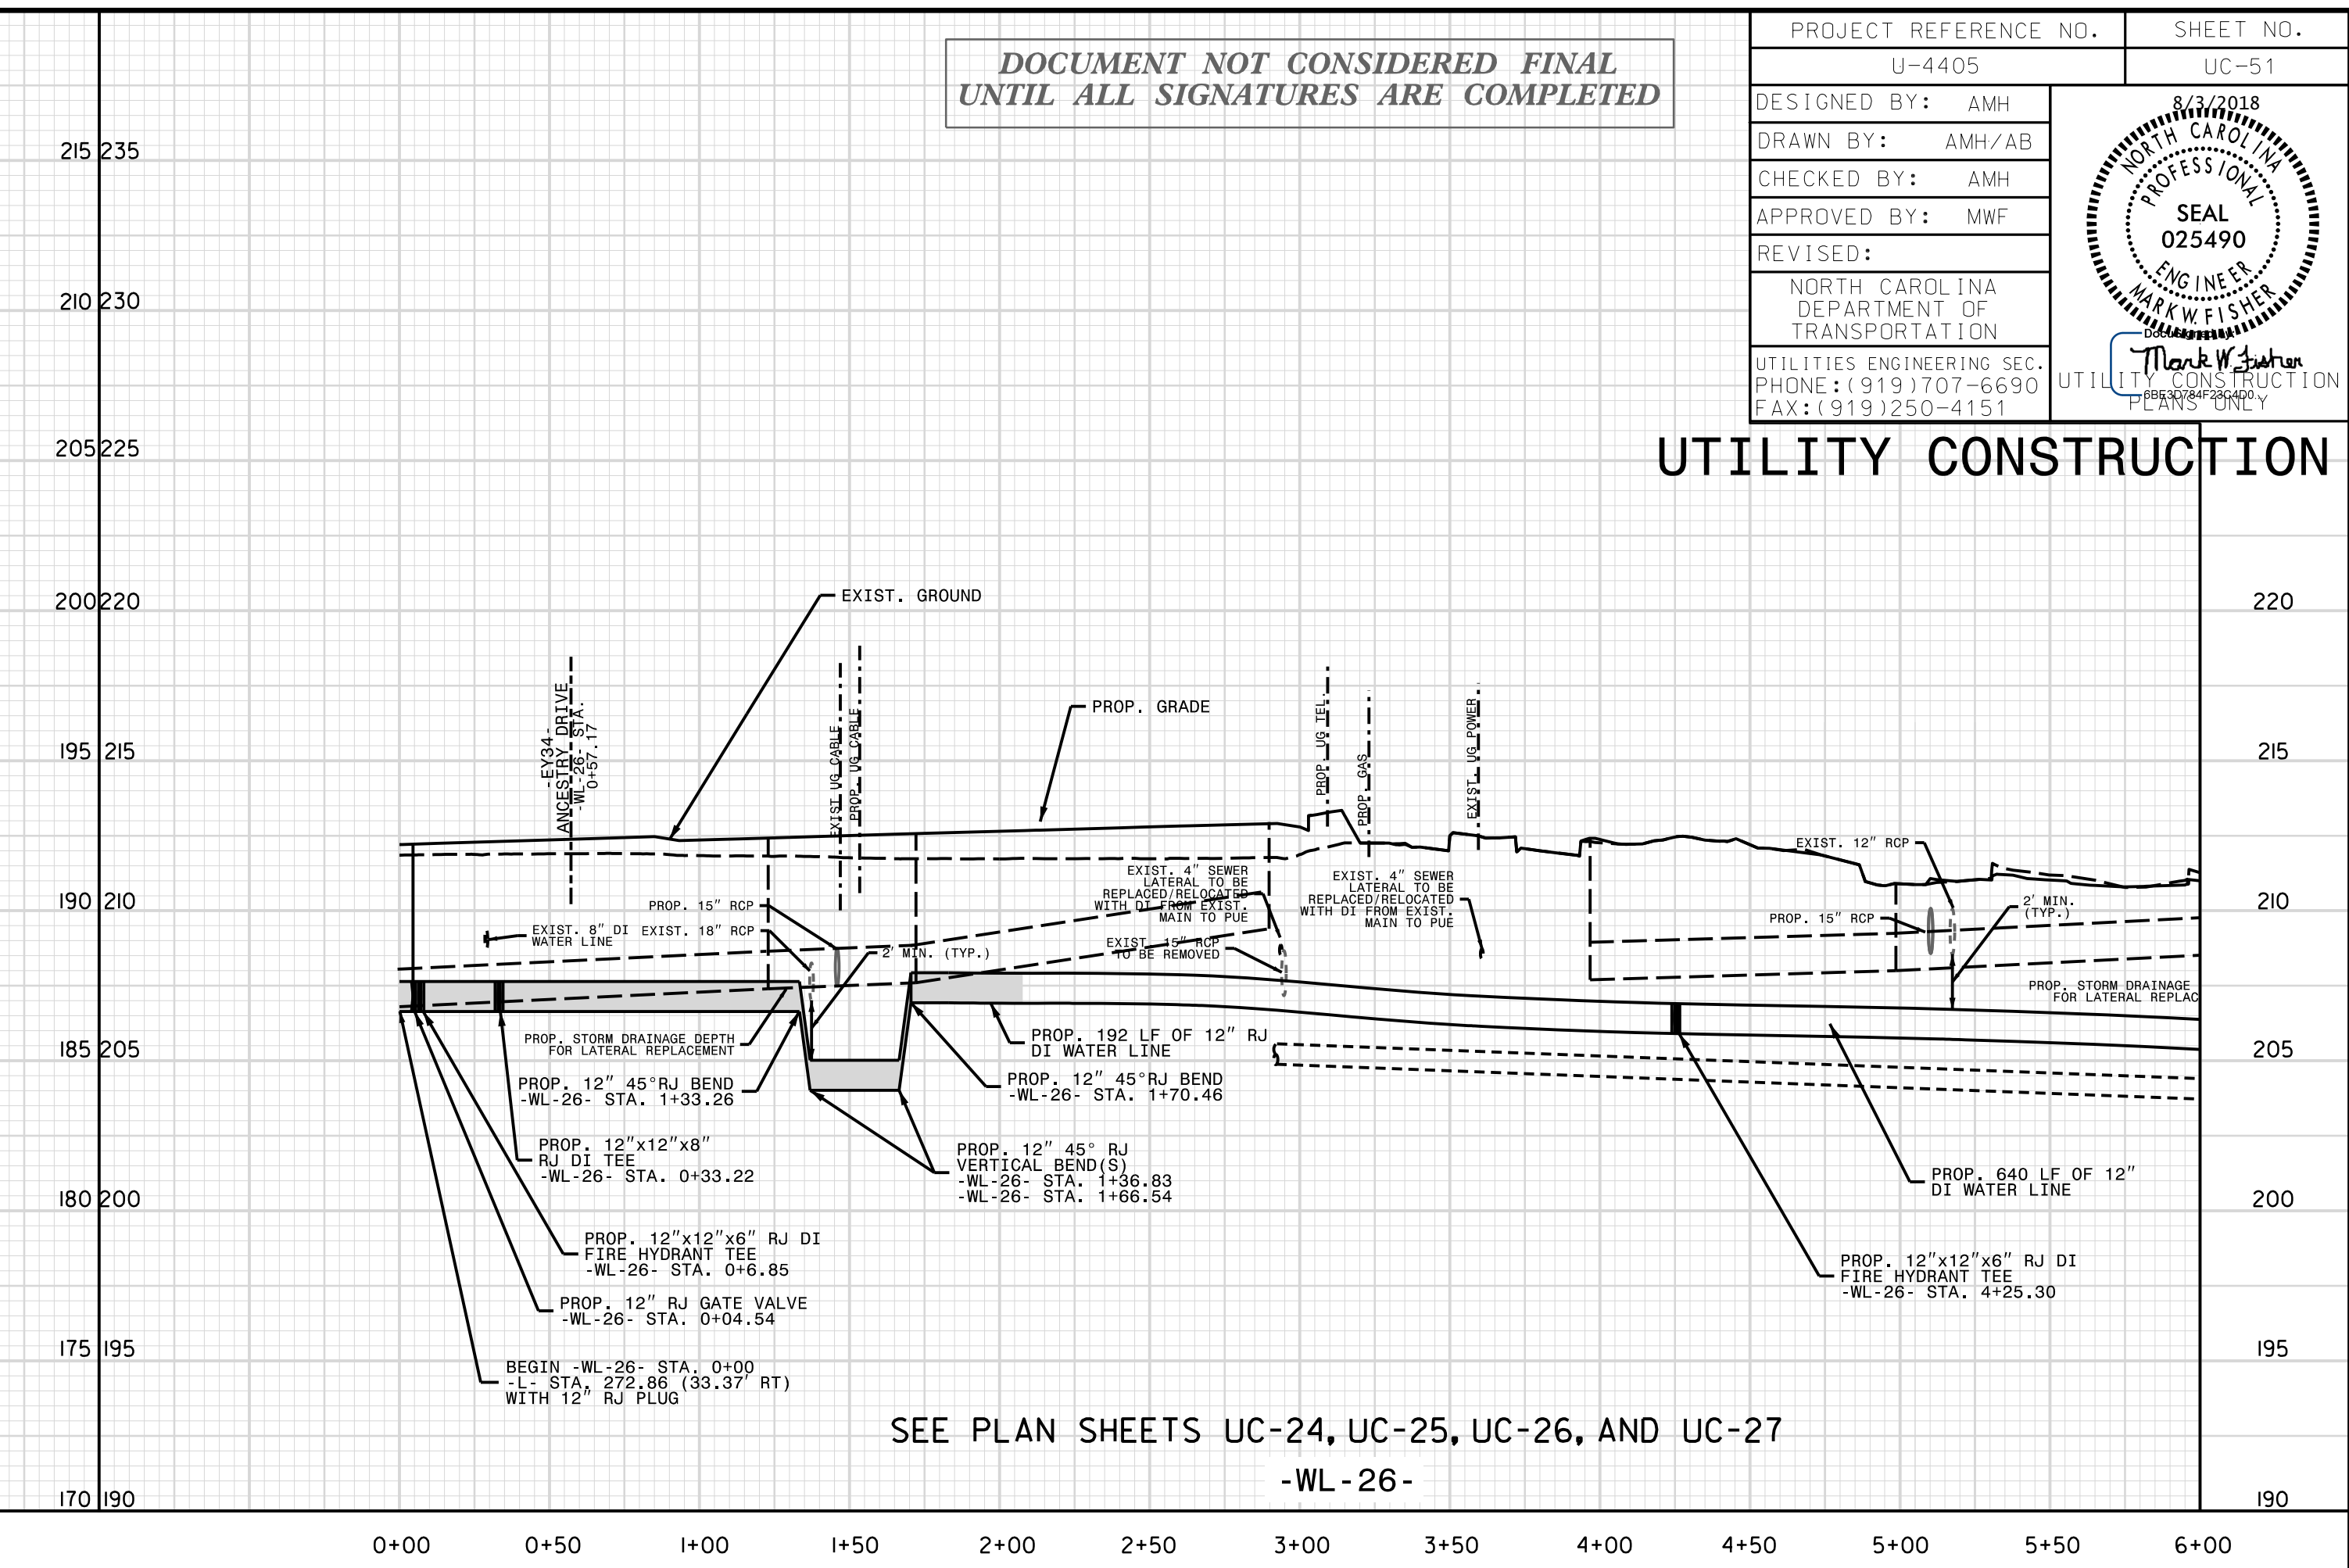 DOCUMENT NOT CONSIDERED FINAL
UNTIL ALL SIGNATURES ARE COMPLETED
PROJECT REFERENCE NO.
SHEET NO.
U-4405
UC-51
DESIGNED BY: AMH
DRAWN BY: AMH/AB
CHECKED BY: AMH
APPROVED BY: MWF
REVISED:
NORTH CAROLINA
DEPARTMENT OF
TRANSPORTATION
UTILITIES ENGINEERING SEC.
PHONE:(919)707-6690
FAX:(919)250-4151
8/3/2018
NORTH CAROLINA
PROFESSIONAL
SEAL
025490
ENGINEER
MARK W. FISHER
DocuSigned by:
Mark W. Fisher
6BE3D784F23C4D0...
UTILITY CONSTRUCTION
PLANS ONLY
UTILITY CONSTRUCTION
215 235
210 230
205 225
200 220
195 215
190 210
185 205
180 200
175 195
170 190
220
215
210
205
200
195
190
EXIST. GROUND
PROP. GRADE
-EY34-
ANCESTRY DRIVE
-WL-26- STA.
0+57.17
EXIST UG CABLE
PROP. UG CABLE
PROP. UG TEL.
PROP. GAS
EXIST. UG POWER
EXIST. 12" RCP
EXIST. 4" SEWER
LATERAL TO BE
REPLACED/RELOCATED
WITH DI FROM EXIST.
MAIN TO PUE
EXIST. 4" SEWER
LATERAL TO BE
REPLACED/RELOCATED
WITH DI FROM EXIST.
MAIN TO PUE
PROP. 15" RCP
EXIST. 8" DI
WATER LINE
EXIST. 18" RCP
2' MIN. (TYP.)
EXIST. 15" RCP
TO BE REMOVED
PROP. 15" RCP
2' MIN.
(TYP.)
PROP. STORM DRAINAGE
FOR LATERAL REPLAC
PROP. STORM DRAINAGE DEPTH
FOR LATERAL REPLACEMENT
PROP. 192 LF OF 12" RJ
DI WATER LINE
PROP. 12" 45°RJ BEND
-WL-26- STA. 1+33.26
PROP. 12" 45°RJ BEND
-WL-26- STA. 1+70.46
PROP. 12"x12"x8"
RJ DI TEE
-WL-26- STA. 0+33.22
PROP. 12" 45° RJ
VERTICAL BEND(S)
-WL-26- STA. 1+36.83
-WL-26- STA. 1+66.54
PROP. 640 LF OF 12"
DI WATER LINE
PROP. 12"x12"x6" RJ DI
FIRE HYDRANT TEE
-WL-26- STA. 0+6.85
PROP. 12"x12"x6" RJ DI
FIRE HYDRANT TEE
-WL-26- STA. 4+25.30
PROP. 12" RJ GATE VALVE
-WL-26- STA. 0+04.54
BEGIN -WL-26- STA. 0+00
-L- STA. 272.86 (33.37' RT)
WITH 12" RJ PLUG
SEE PLAN SHEETS UC-24, UC-25, UC-26, AND UC-27
-WL-26-
0+00 0+50 1+00 1+50 2+00 2+50 3+00 3+50 4+00 4+50 5+00 5+50 6+00